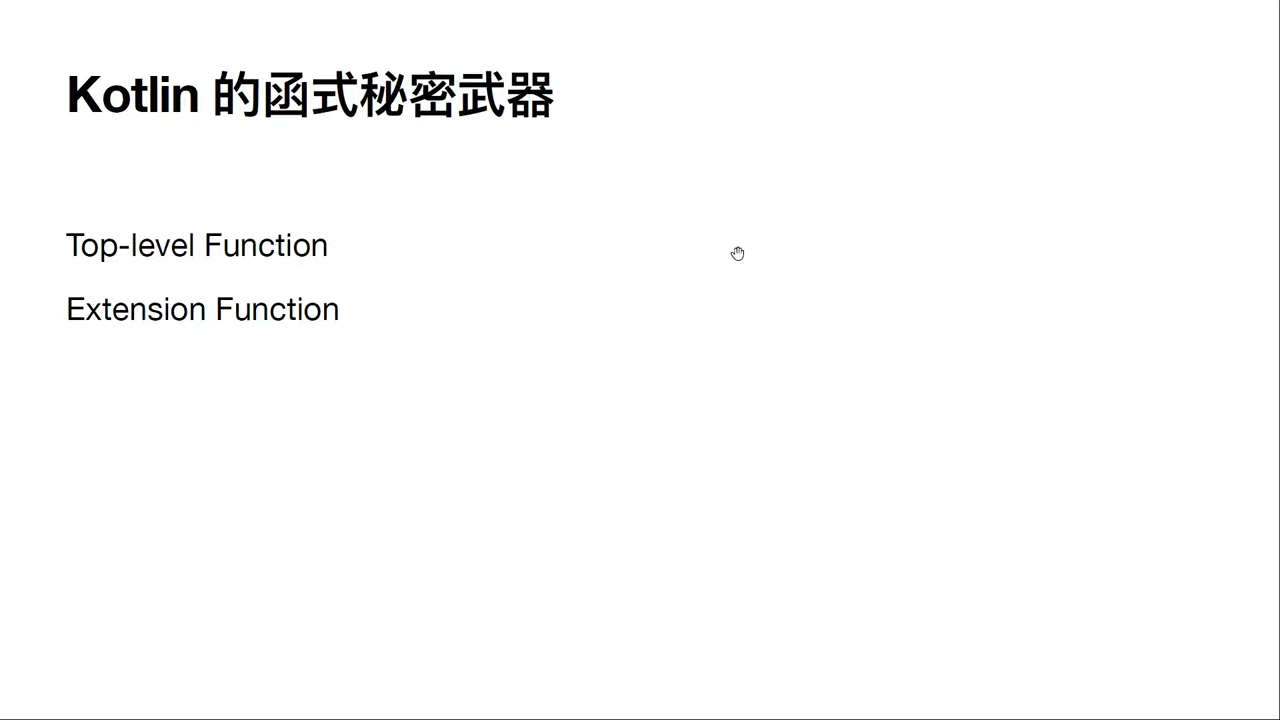 Kotlin 的函式秘密武器
Top-level Function
Extension Function